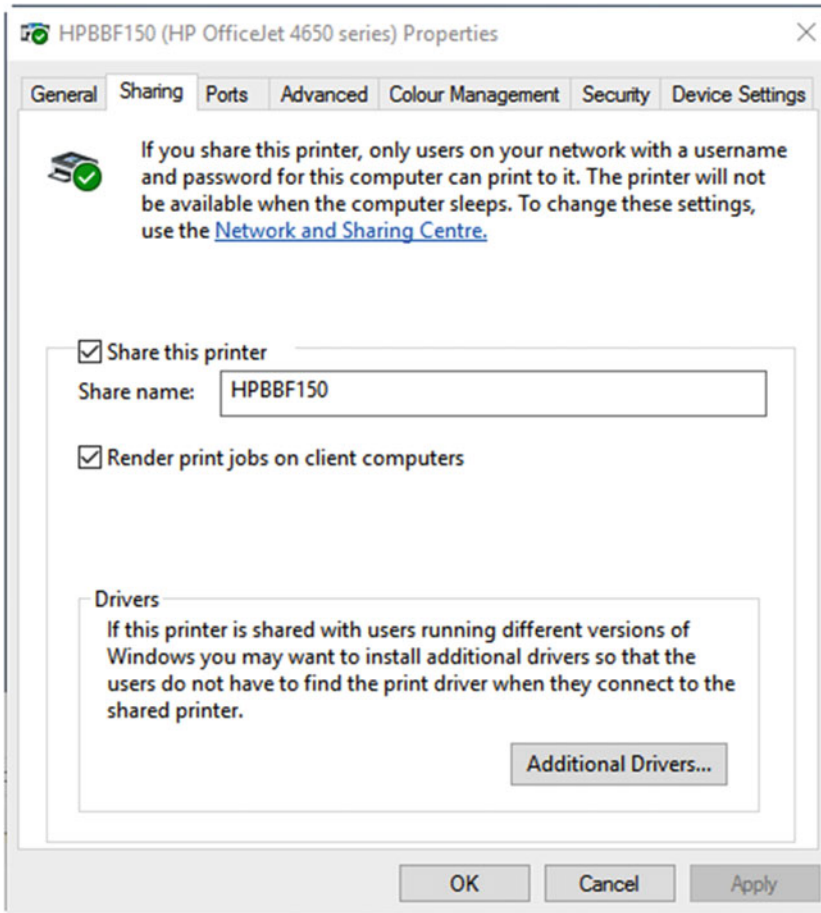 HPBBF150 (HP OfficeJet 4650 series) Properties
General Sharing Ports Advanced Colour Management Security Device Settings
If you share this printer, only users on your network with a username
and password for this computer can print to it. The printer will not
be available when the computer sleeps. To change these settings,
use the Network and Sharing Centre.
Share this printer
Share name: HPBBF150
Render print jobs on client computers
Drivers
If this printer is shared with users running different versions of
Windows you may want to install additional drivers so that the
users do not have to find the print driver when they connect to the
shared printer.
Additional Drivers...
OK Cancel Apply